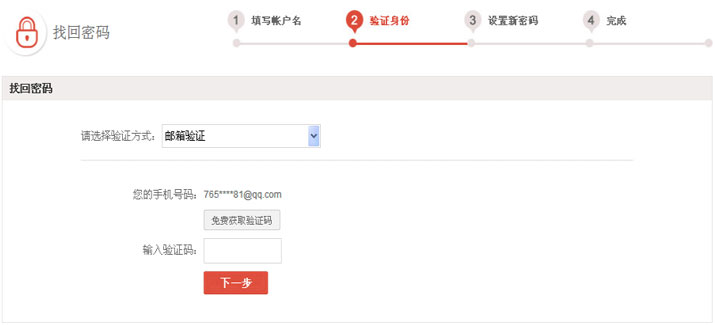 找回密码
1 填写帐户名 2 验证身份 3 设置新密码 4 完成
找回密码
请选择验证方式： 邮箱验证
您的手机号码： 765****81@qq.com
免费获取验证码
输入验证码：
下一步